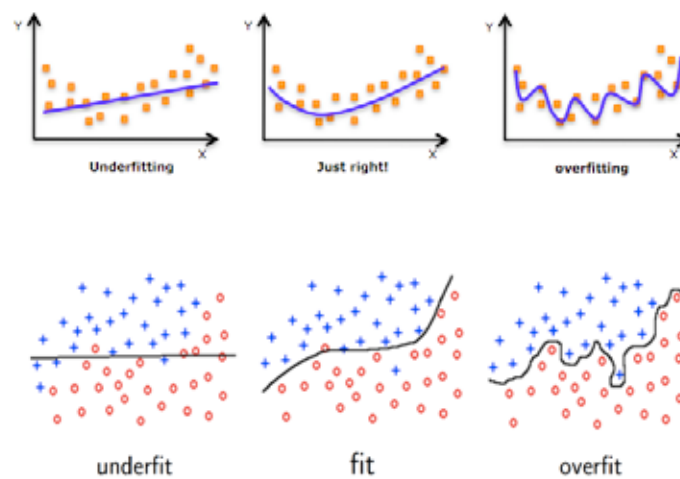 Y Y Y
X X X
Underfitting Just right! overfitting
underfit fit overfit